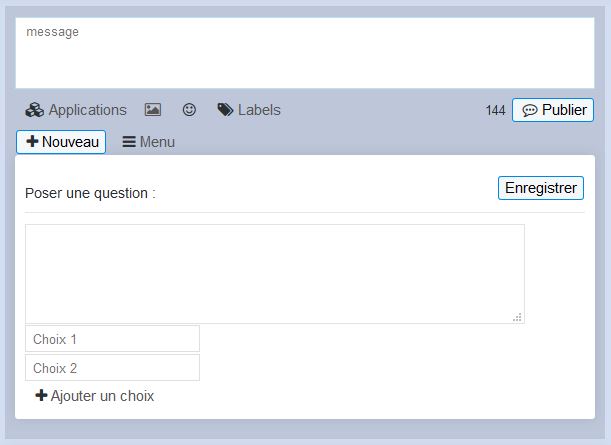 message
Applications Labels 144 Publier
Nouveau Menu
Poser une question : Enregistrer
Choix 1
Choix 2
Ajouter un choix